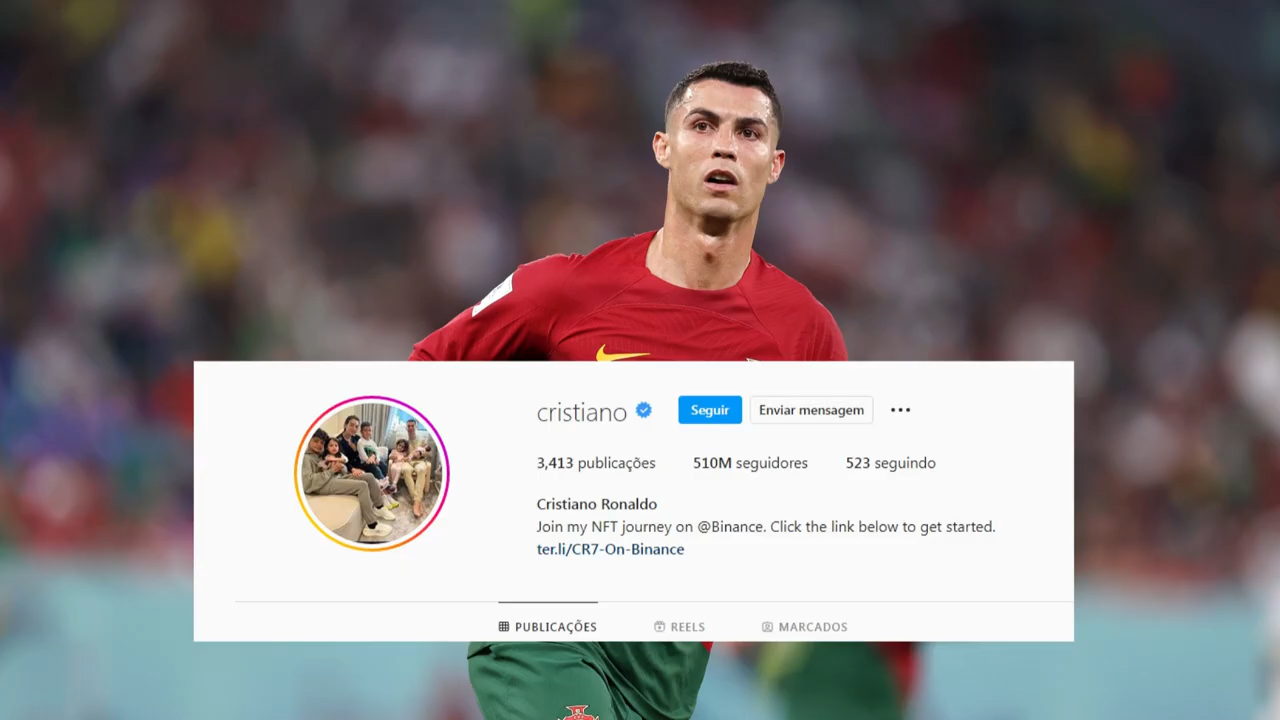 cristiano Seguir Enviar mensagem
3,413 publicações 510M seguidores 523 seguindo
Cristiano Ronaldo
Join my NFT journey on @Binance. Click the link below to get started.
ter.li/CR7-On-Binance
PUBLICAÇÕES REELS MARCADOS